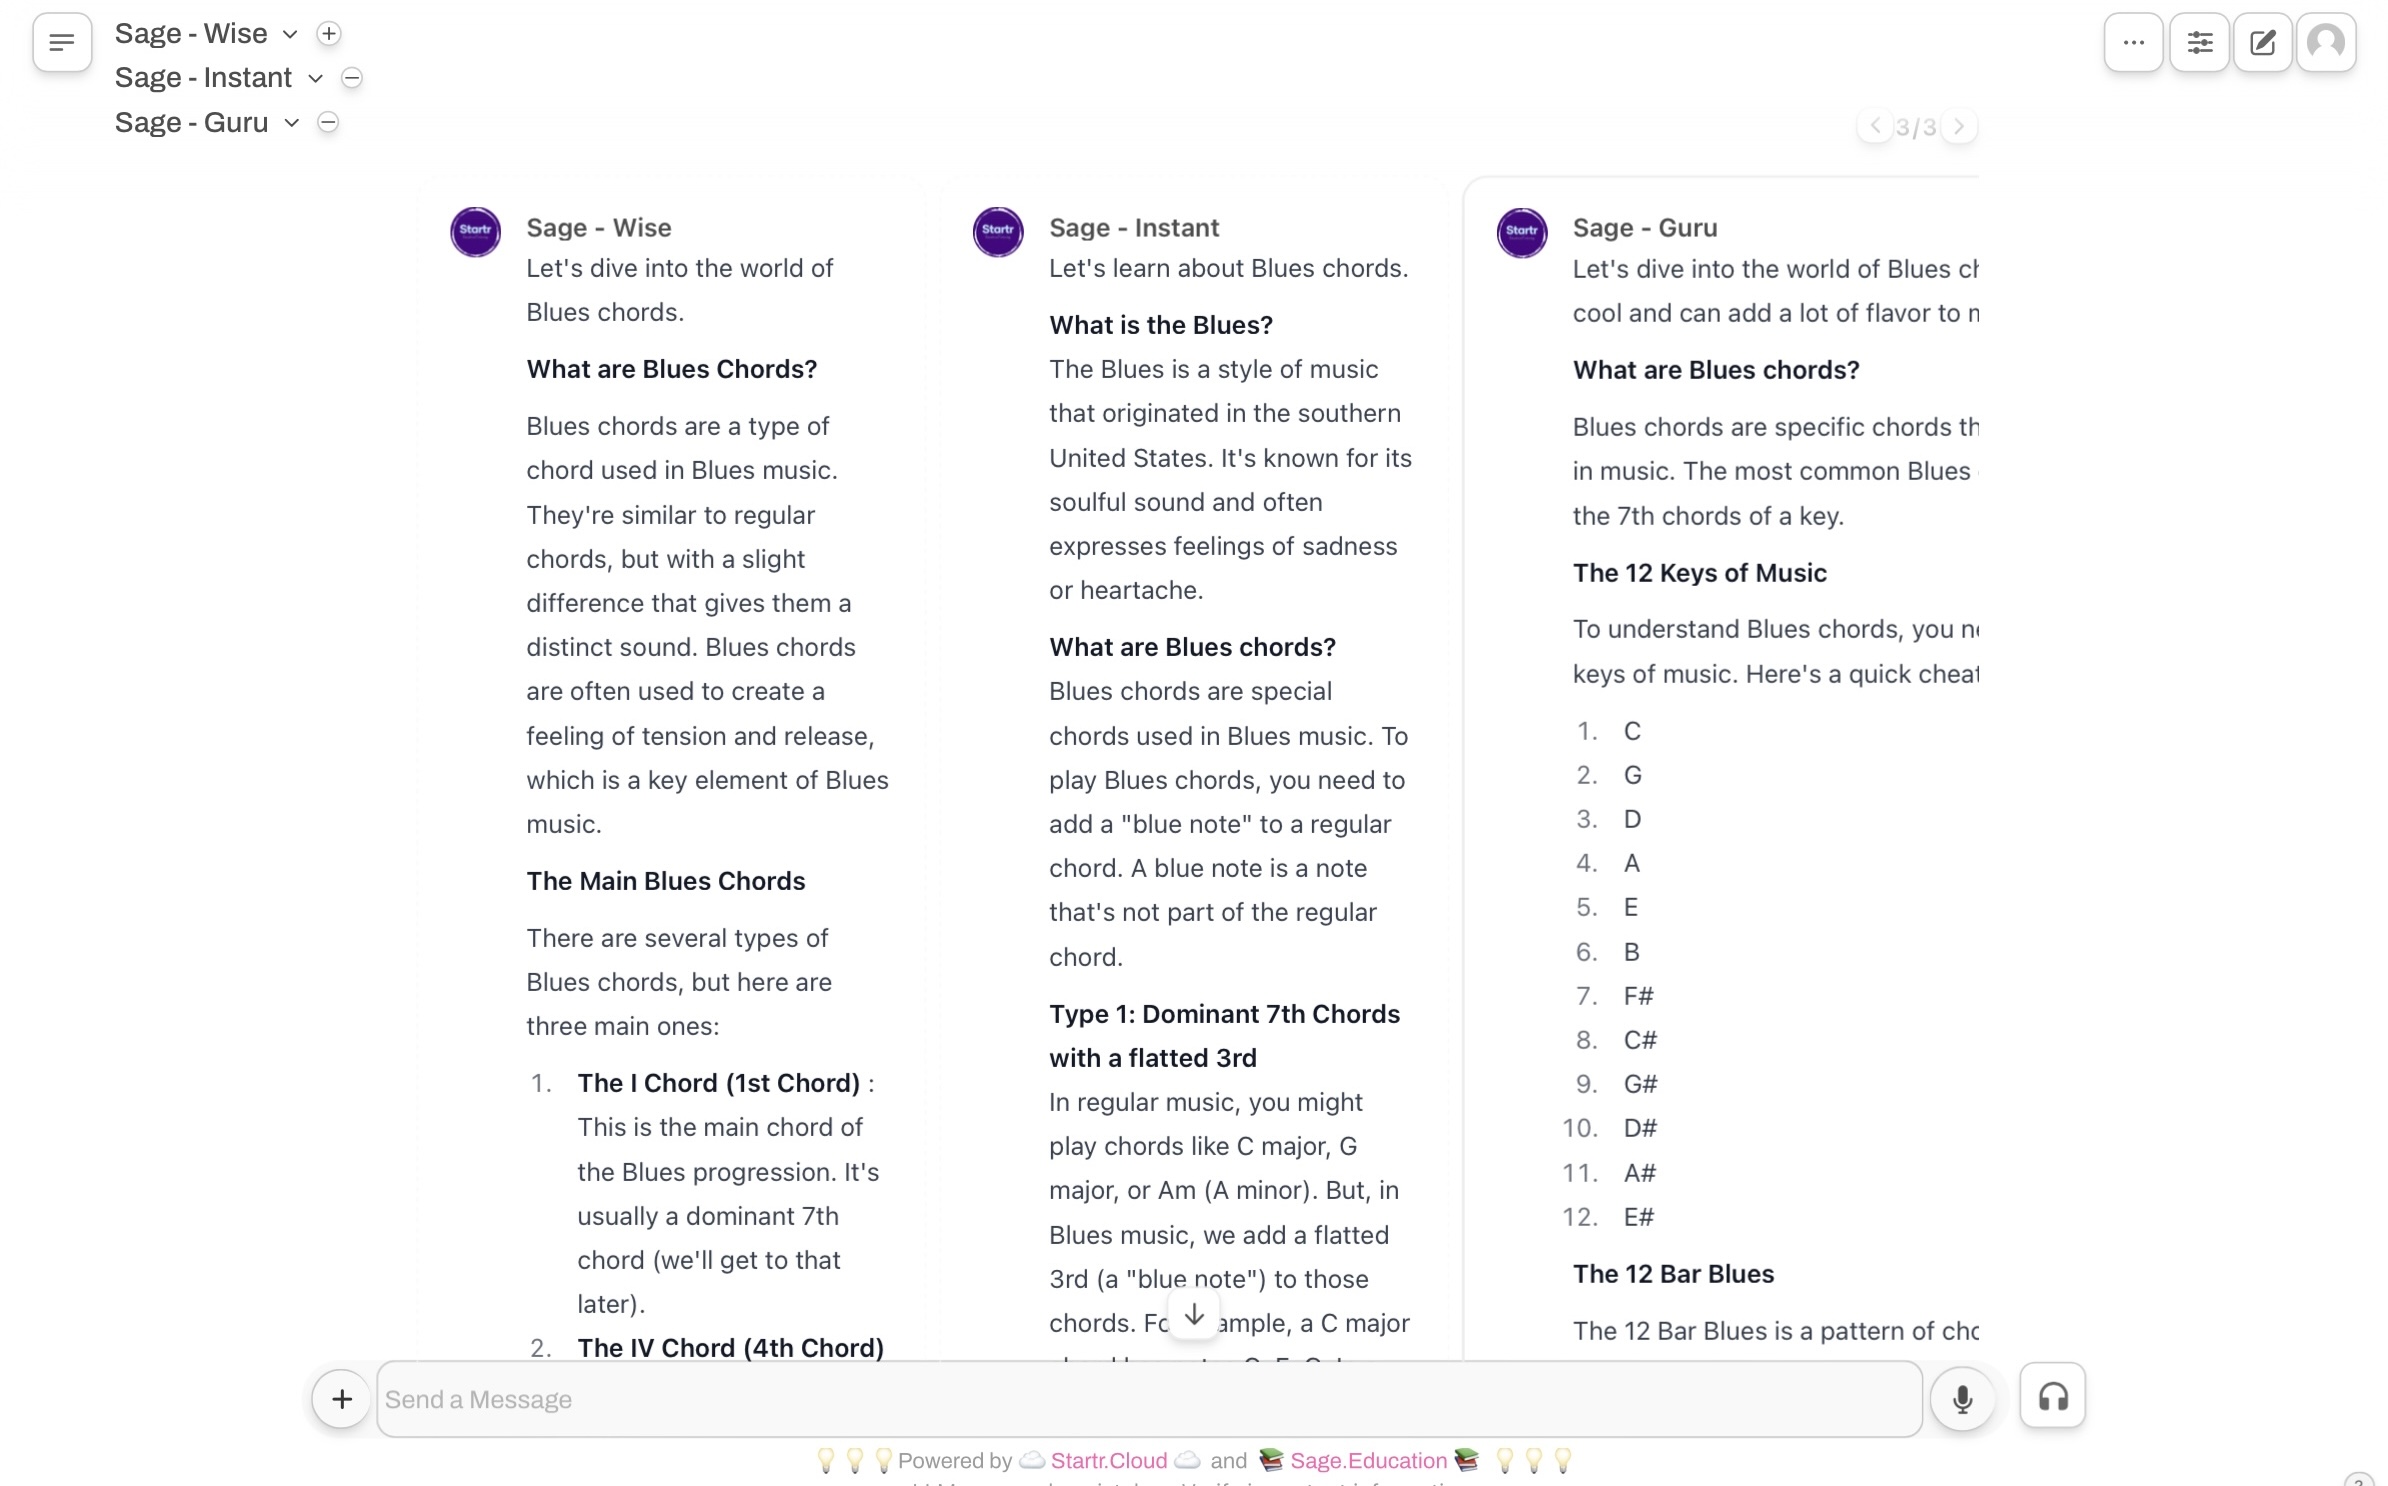 Sage - Wise
Sage - Instant
Sage - Guru
3/3
Startr
Sage - Wise
Let's dive into the world of
Blues chords.
What are Blues Chords?
Blues chords are a type of
chord used in Blues music.
They're similar to regular
chords, but with a slight
difference that gives them a
distinct sound. Blues chords
are often used to create a
feeling of tension and release,
which is a key element of Blues
music.
The Main Blues Chords
There are several types of
Blues chords, but here are
three main ones:
1. The I Chord (1st Chord) :
This is the main chord of
the Blues progression. It's
usually a dominant 7th
chord (we'll get to that
later).
2. The IV Chord (4th Chord)
Startr
Sage - Instant
Let's learn about Blues chords.
What is the Blues?
The Blues is a style of music
that originated in the southern
United States. It's known for its
soulful sound and often
expresses feelings of sadness
or heartache.
What are Blues chords?
Blues chords are special
chords used in Blues music. To
play Blues chords, you need to
add a "blue note" to a regular
chord. A blue note is a note
that's not part of the regular
chord.
Type 1: Dominant 7th Chords
with a flatted 3rd
In regular music, you might
play chords like C major, G
major, or Am (A minor). But, in
Blues music, we add a flatted
3rd (a "blue note") to those
chords. a C major
Startr
Sage - Guru
Let's dive into the world of Blues
cool and can add a lot of flavor to
What are Blues chords?
Blues chords are specific chords
in music. The most common Blues
the 7th chords of a key.
The 12 Keys of Music
To understand Blues chords, you
keys of music. Here's a quick
1. C
2. G
3. D
4. A
5. E
6. B
7. F#
8. C#
9. G#
10. D#
11. A#
12. E#
The 12 Bar Blues
The 12 Bar Blues is a pattern of
Send a Message
Powered by Startr.Cloud and Sage.Education